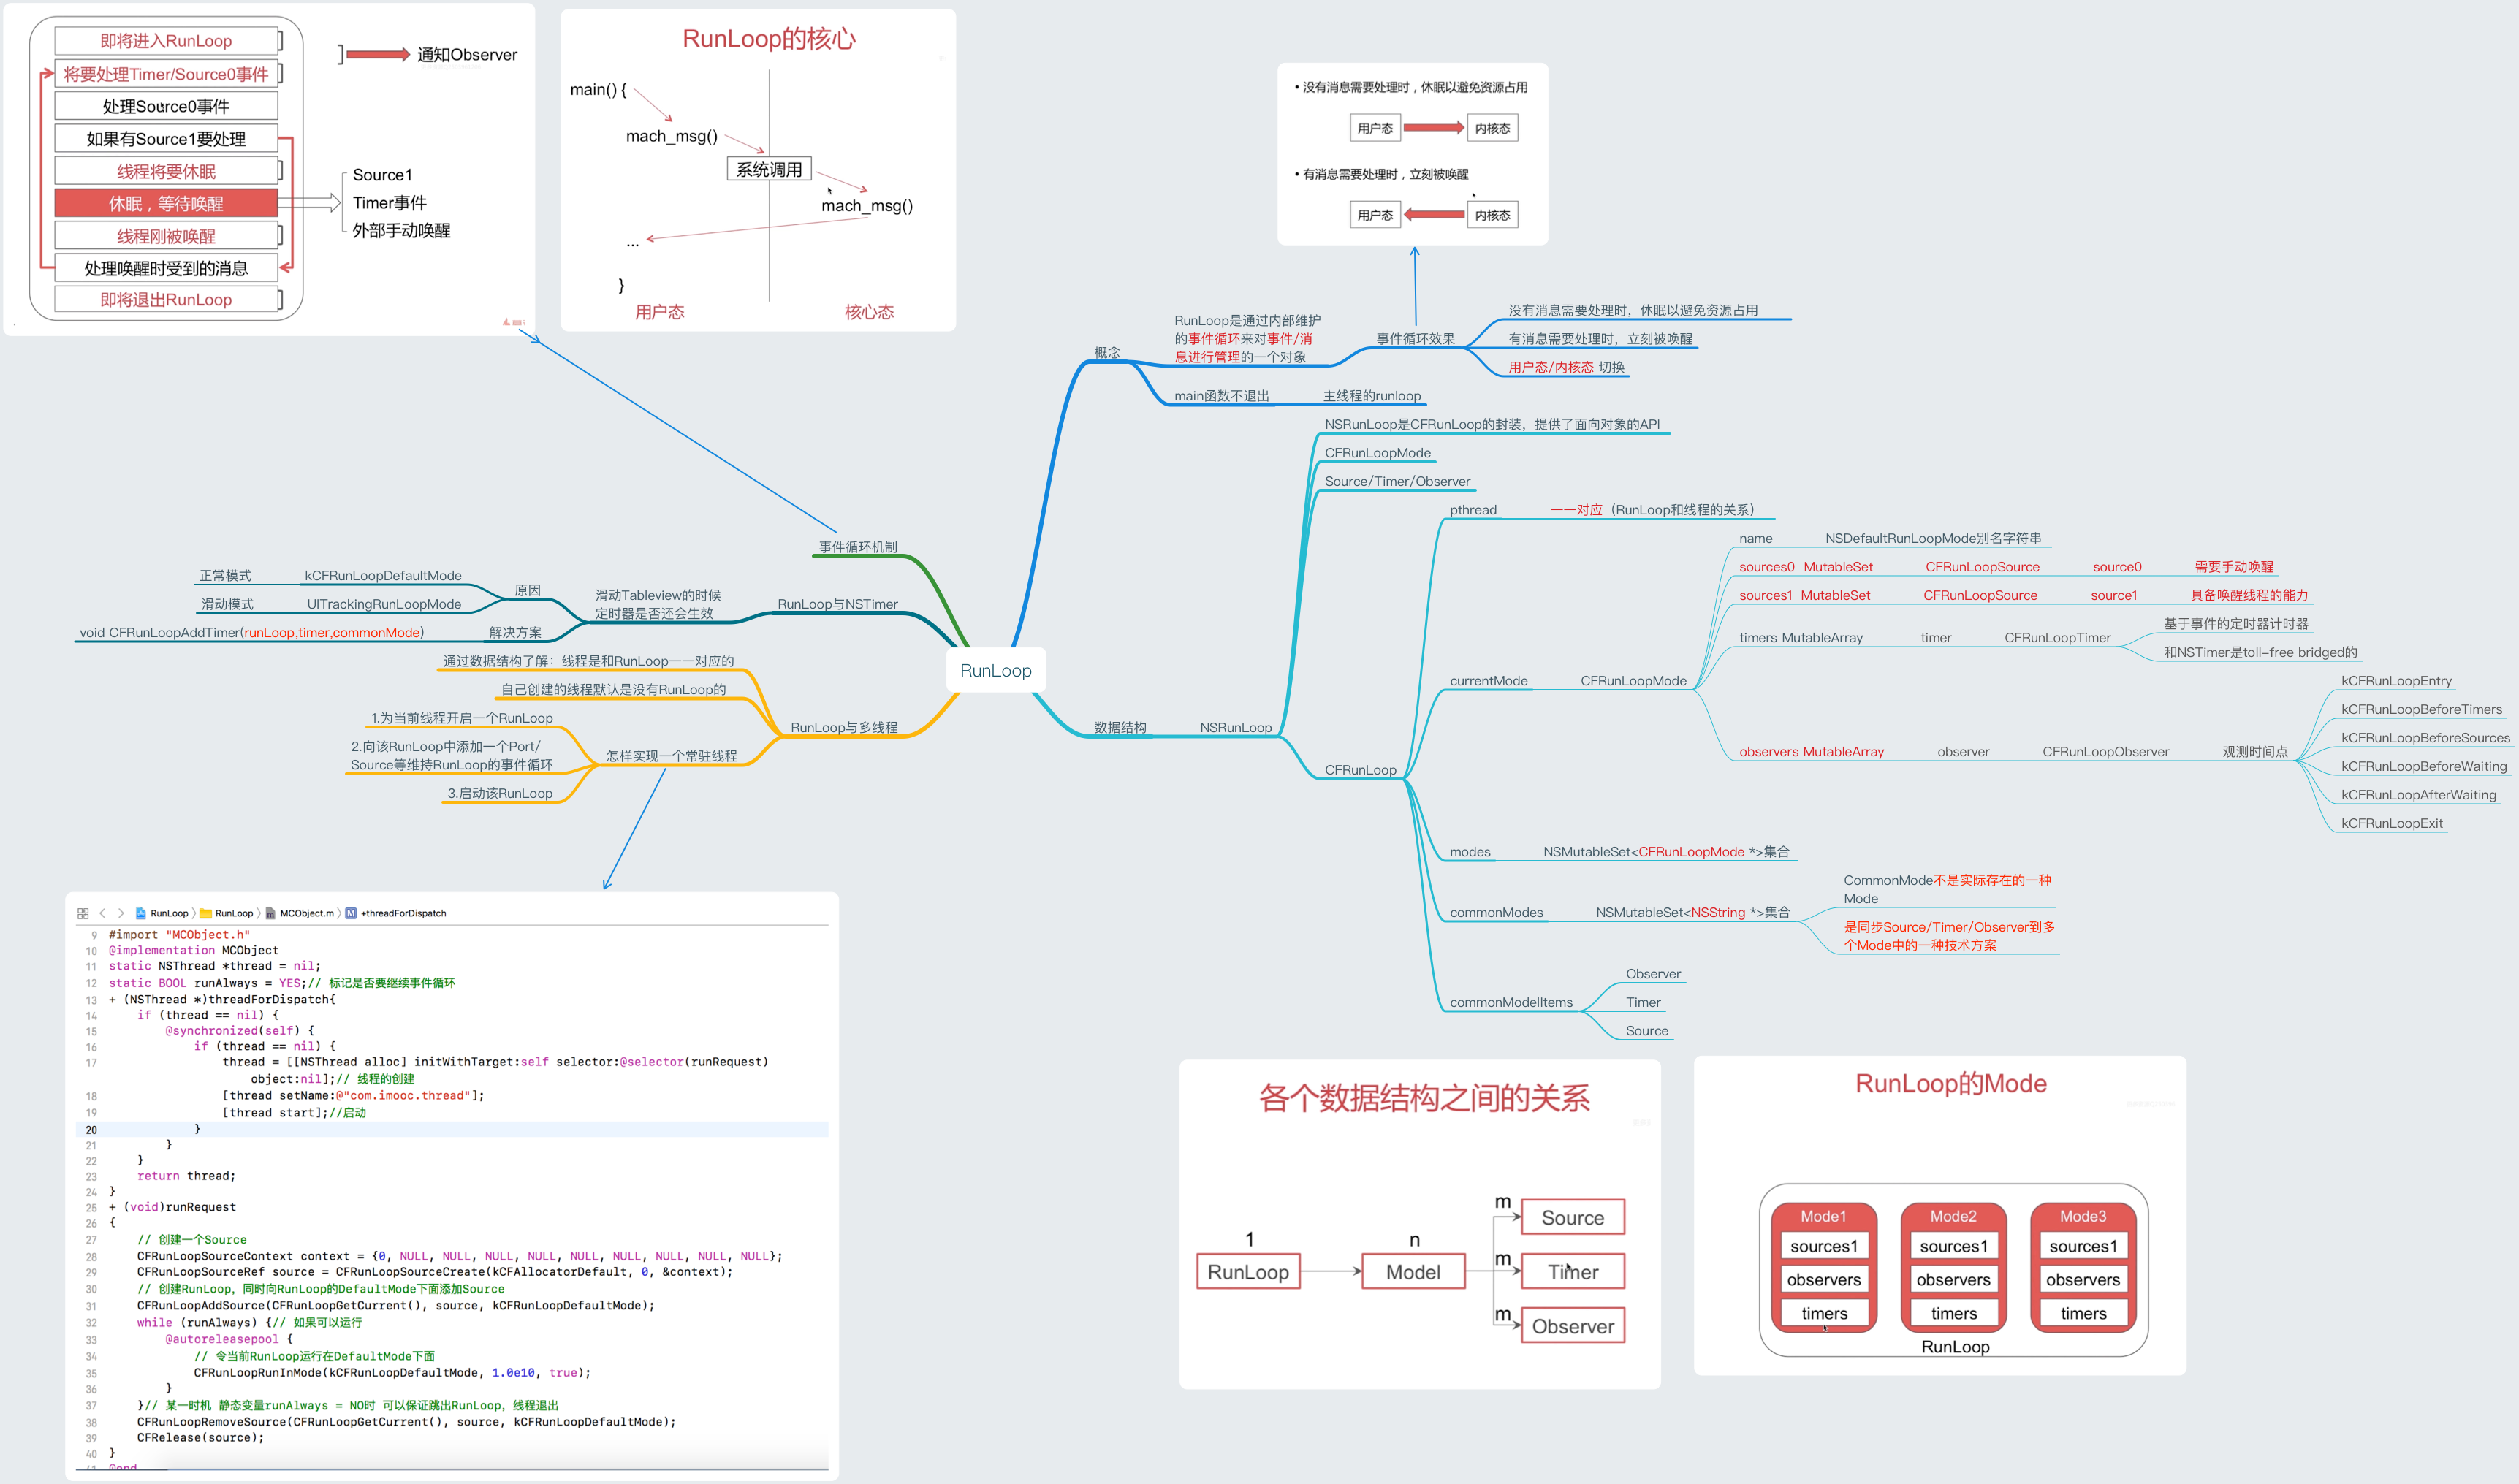 即将进入RunLoop
将要处理Timer/Source0事件
处理Source0事件
如果有Source1要处理
线程将要休眠
休眠，等待唤醒
线程刚被唤醒
处理唤醒时受到的消息
即将退出RunLoop
通知Observer
Source1
Timer事件
外部手动唤醒
RunLoop的核心
main() {
mach_msg()
系统调用
mach_msg()
...
}
用户态
核心态
• 没有消息需要处理时，休眠以避免资源占用
用户态
内核态
• 有消息需要处理时，立刻被唤醒
用户态
内核态
RunLoop
概念
RunLoop是通过内部维护
的事件循环来对事件/消
息进行管理的一个对象
事件循环效果
没有消息需要处理时，休眠以避免资源占用
有消息需要处理时，立刻被唤醒
用户态/内核态 切换
main函数不退出
主线程的runloop
数据结构
NSRunLoop
NSRunLoop是CFRunLoop的封装，提供了面向对象的API
CFRunLoopMode
Source/Timer/Observer
CFRunLoop
pthread
一一对应（RunLoop和线程的关系）
currentMode
CFRunLoopMode
name
NSDefaultRunLoopMode别名字符串
sources0 MutableSet
CFRunLoopSource
source0
需要手动唤醒
sources1 MutableSet
CFRunLoopSource
source1
具备唤醒线程的能力
timers MutableArray
timer
CFRunLoopTimer
基于事件的定时器计时器
和NSTimer是toll-free bridged的
observers MutableArray
observer
CFRunLoopObserver
观测时间点
kCFRunLoopEntry
kCFRunLoopBeforeTimers
kCFRunLoopBeforeSources
kCFRunLoopBeforeWaiting
kCFRunLoopAfterWaiting
kCFRunLoopExit
modes
NSMutableSet<CFRunLoopMode *>集合
commonModes
NSMutableSet<NSString *>集合
CommonMode不是实际存在的一种
Mode
是同步Source/Timer/Observer到多
个Mode中的一种技术方案
commonModelItems
Observer
Timer
Source
事件循环机制
RunLoop与NSTimer
滑动Tableview的时候
定时器是否还会生效
原因
kCFRunLoopDefaultMode
正常模式
UITrackingRunLoopMode
滑动模式
解决方案
void CFRunLoopAddTimer(runLoop,timer,commonMode)
RunLoop与多线程
通过数据结构了解：线程是和RunLoop一一对应的
自己创建的线程默认是没有RunLoop的
怎样实现一个常驻线程
1.为当前线程开启一个RunLoop
2.向该RunLoop中添加一个Port/
Source等维持RunLoop的事件循环
3.启动该RunLoop
RunLoop 〉 RunLoop 〉 MCObject.m 〉 M +threadForDispatch
9 #import "MCObject.h"
10 @implementation MCObject
11 static NSThread *thread = nil;
12 static BOOL runAlways = YES;// 标记是否要继续事件循环
13 + (NSThread *)threadForDispatch{
14 if (thread == nil) {
15 @synchronized(self) {
16 if (thread == nil) {
17 thread = [[NSThread alloc] initWithTarget:self selector:@selector(runRequest)
object:nil];// 线程的创建
18 [thread setName:@"com.imooc.thread"];
19 [thread start];//启动
20 }
21 }
22 }
23 return thread;
24 }
25 + (void)runRequest
26 {
27 // 创建一个Source
28 CFRunLoopSourceContext context = {0, NULL, NULL, NULL, NULL, NULL, NULL, NULL, NULL, NULL};
29 CFRunLoopSourceRef source = CFRunLoopSourceCreate(kCFAllocatorDefault, 0, &context);
30 // 创建RunLoop，同时向RunLoop的DefaultMode下面添加Source
31 CFRunLoopAddSource(CFRunLoopGetCurrent(), source, kCFRunLoopDefaultMode);
32 while (runAlways) {// 如果可以运行
33 @autoreleasepool {
34 // 令当前RunLoop运行在DefaultMode下面
35 CFRunLoopRunInMode(kCFRunLoopDefaultMode, 1.0e10, true);
36 }
37 }// 某一时机 静态变量runAlways = NO时 可以保证跳出RunLoop，线程退出
38 CFRunLoopRemoveSource(CFRunLoopGetCurrent(), source, kCFRunLoopDefaultMode);
39 CFRelease(source);
40 }
41 @end
各个数据结构之间的关系
1
RunLoop
n
Model
m
Source
m
Timer
m
Observer
RunLoop的Mode
Mode1
sources1
observers
timers
Mode2
sources1
observers
timers
Mode3
sources1
observers
timers
RunLoop